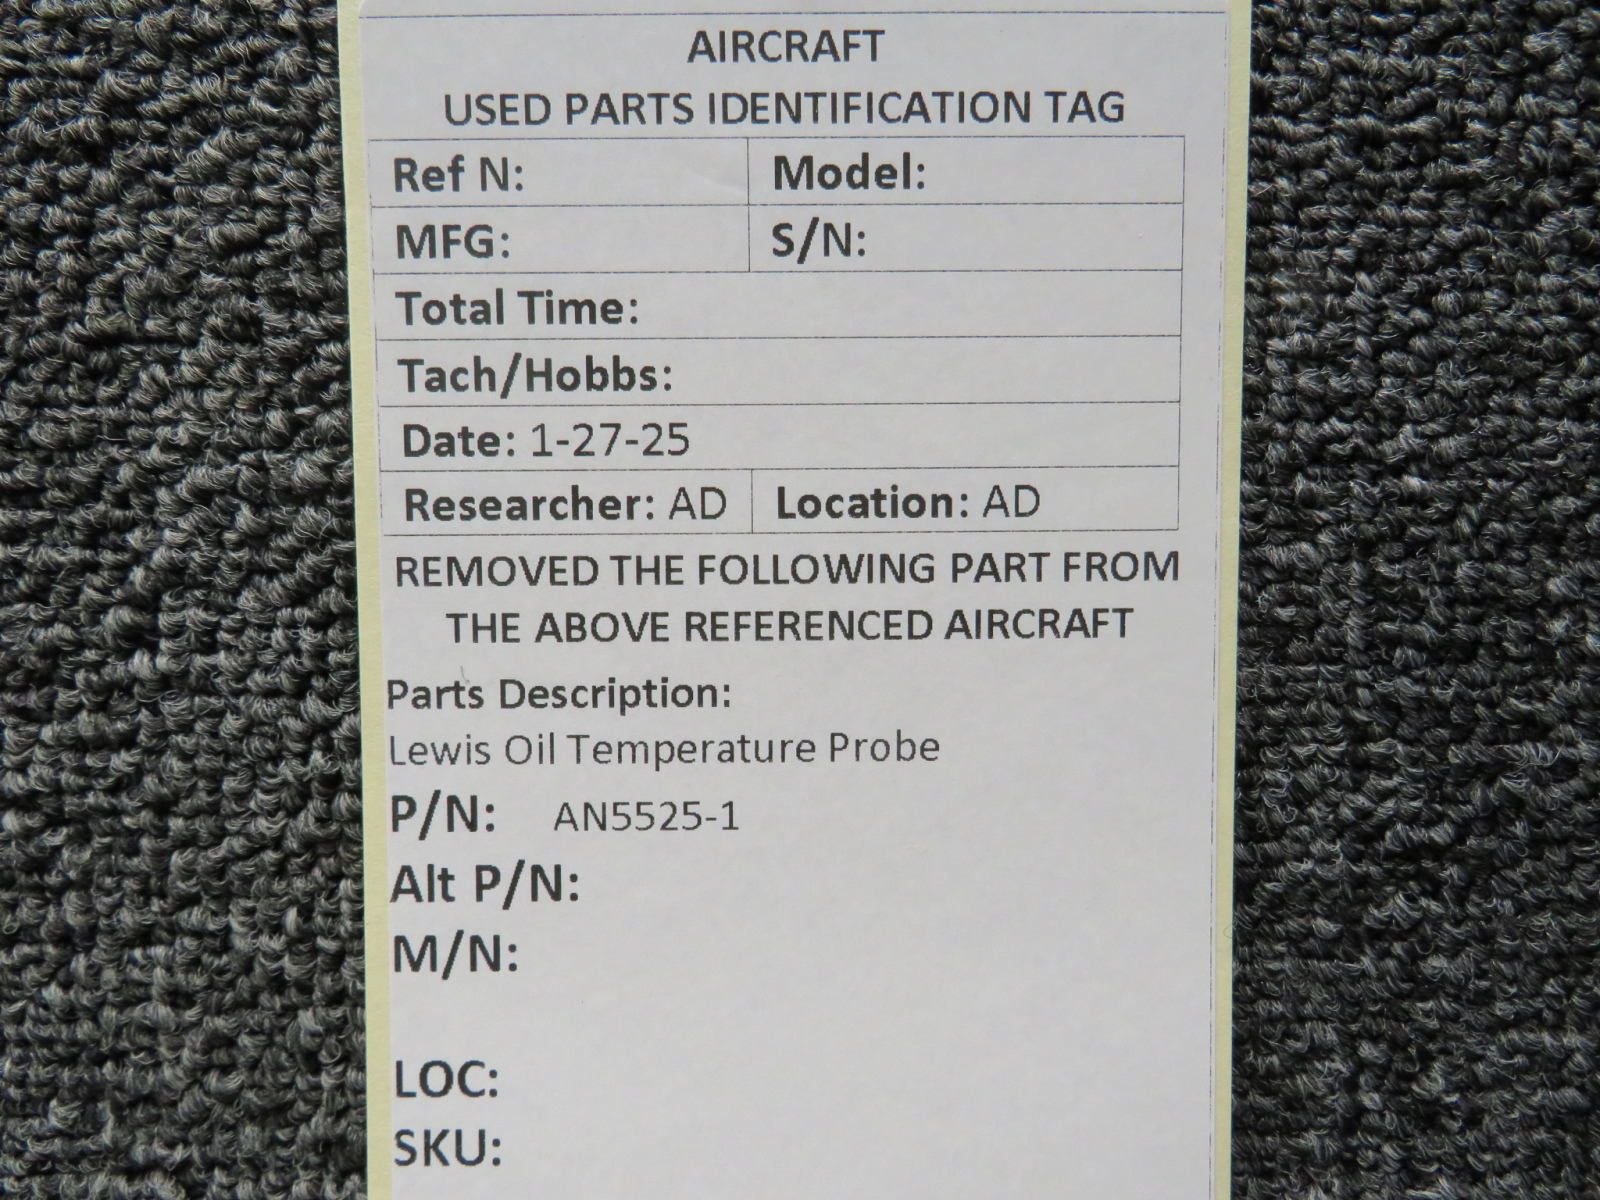 AIRCRAFT
USED PARTS IDENTIFICATION TAG
Ref N: Model:
MFG: S/N:
Total Time:
Tach/Hobbs:
Date: 1-27-25
Researcher: AD Location: AD
REMOVED THE FOLLOWING PART FROM
THE ABOVE REFERENCED AIRCRAFT
Parts Description:
Lewis Oil Temperature Probe
P/N: AN5525-1
Alt P/N:
M/N:
LOC:
SKU: